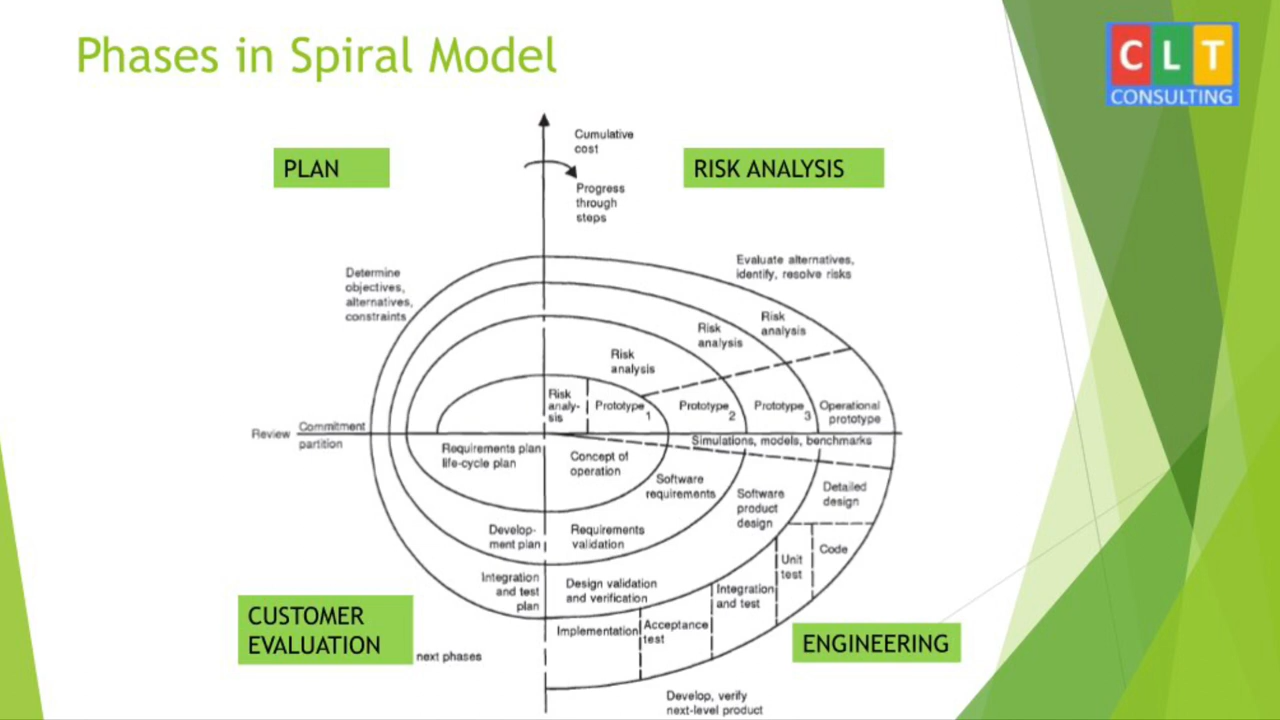 Phases in Spiral Model
C L T
CONSULTING
Cumulative
cost
PLAN
RISK ANALYSIS
Progress
through
steps
Determine
objectives,
alternatives,
constraints
Evaluate alternatives,
identify, resolve risks
Risk
analysis
Risk
analysis
Risk
analysis
Risk
analy-
sis
Prototype 1
Prototype 2
Prototype 3
Operational
prototype
Review
Commitment
partition
Simulations, models, benchmarks
Requirements plan
life-cycle plan
Concept of
operation
Software
requirements
Software
product
design
Detailed
design
Develop-
ment plan
Requirements
validation
Code
Unit
test
Integration
and test
plan
Design validation
and verification
Integration
and test
CUSTOMER
EVALUATION
next phases
Implementation
Acceptance
test
ENGINEERING
Develop, verify
next-level product